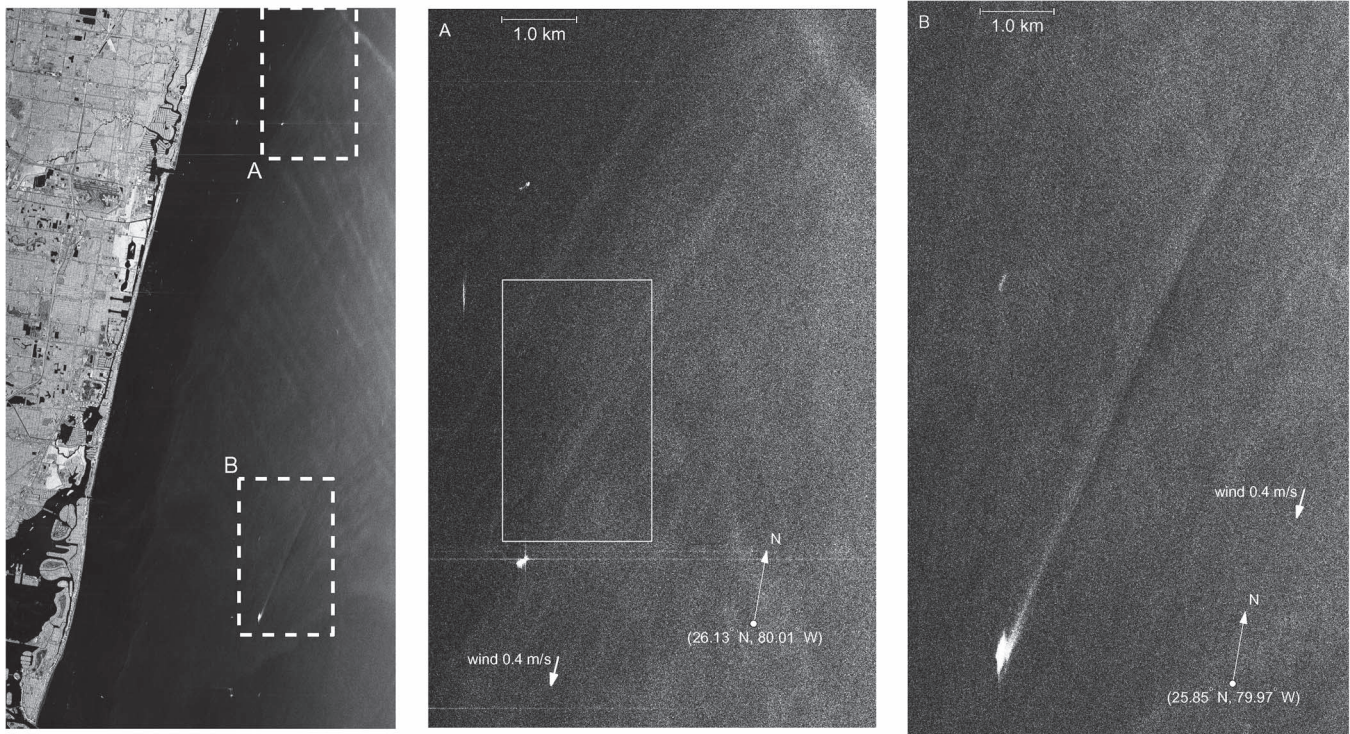 A
B
A
1.0 km
N
(26.13 N, 80.01 W)
wind 0.4 m/s
B
1.0 km
wind 0.4 m/s
N
(25.85° N, 79.97 W)